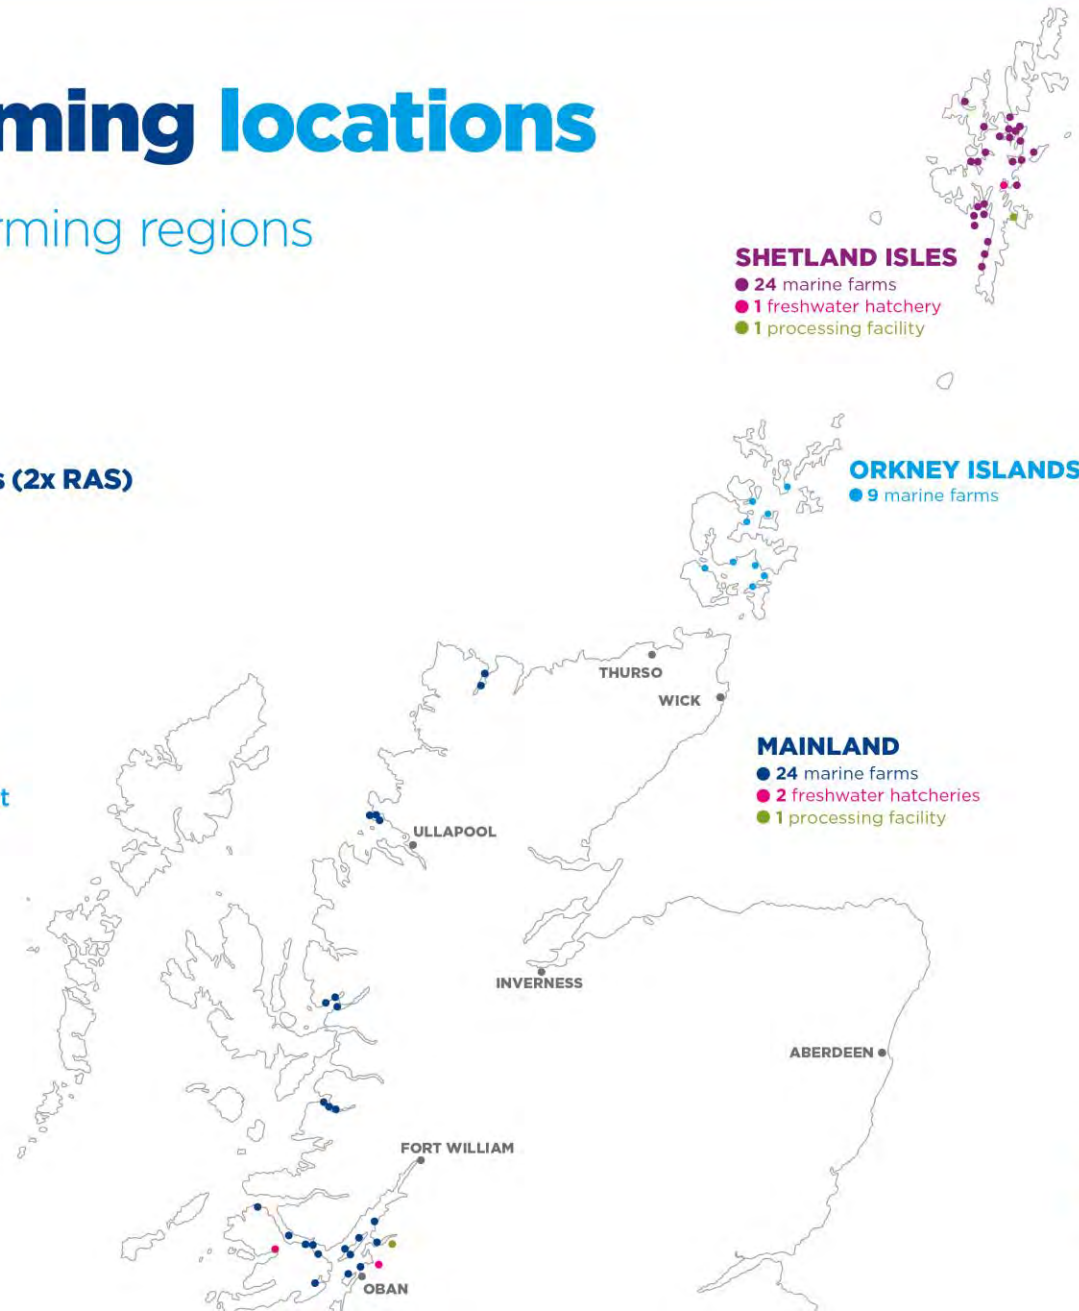 ming locations
rming regions
SHETLAND ISLES
24 marine farms
1 freshwater hatchery
1 processing facility
s (2x RAS)
ORKNEY ISLANDS
9 marine farms
THURSO
WICK
MAINLAND
24 marine farms
2 freshwater hatcheries
1 processing facility
t
ULLAPOOL
INVERNESS
ABERDEEN
FORT WILLIAM
OBAN